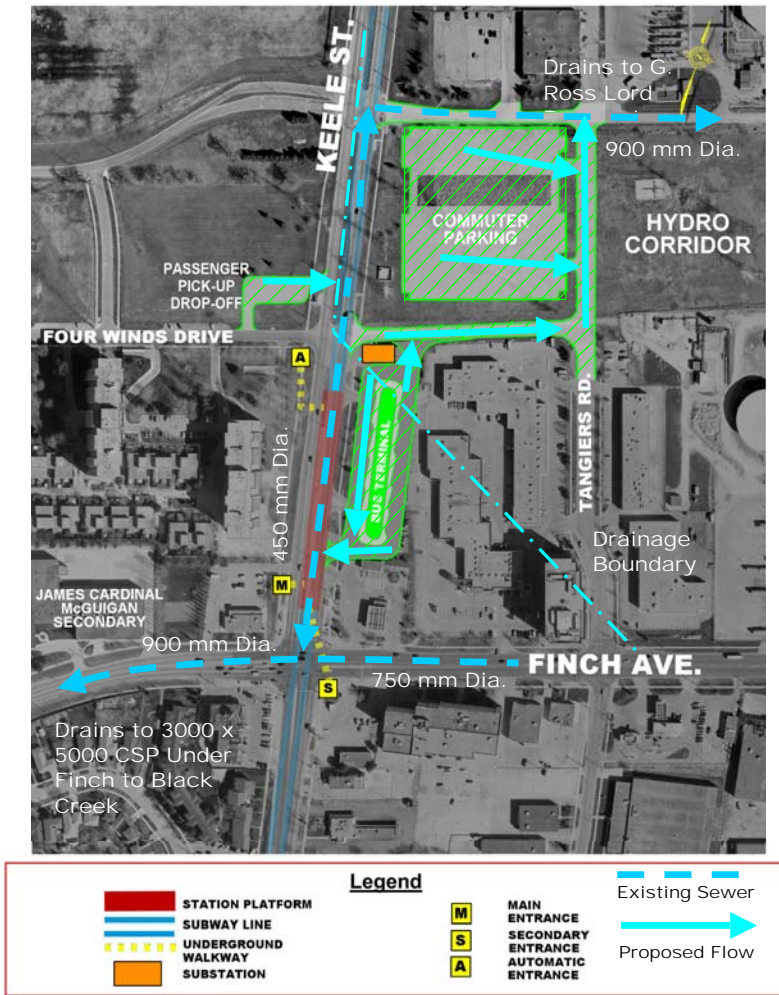 KEELE ST.
Drains to G.
Ross Lord
900 mm Dia.
COMMUTER
PARKING
HYDRO
CORRIDOR
PASSENGER
PICK-UP
DROP-OFF
FOUR WINDS DRIVE
A
TANGIERS RD.
BUS TERMINAL
450 mm Dia.
Drainage
Boundary
M
JAMES CARDINAL
McGUIGAN
SECONDARY
900 mm Dia.
FINCH AVE.
750 mm Dia.
S
Drains to 3000 x
5000 CSP Under
Finch to Black
Creek
Legend
STATION PLATFORM
SUBWAY LINE
UNDERGROUND
WALKWAY
SUBSTATION
M MAIN
ENTRANCE
S SECONDARY
ENTRANCE
A AUTOMATIC
ENTRANCE
Existing Sewer
Proposed Flow